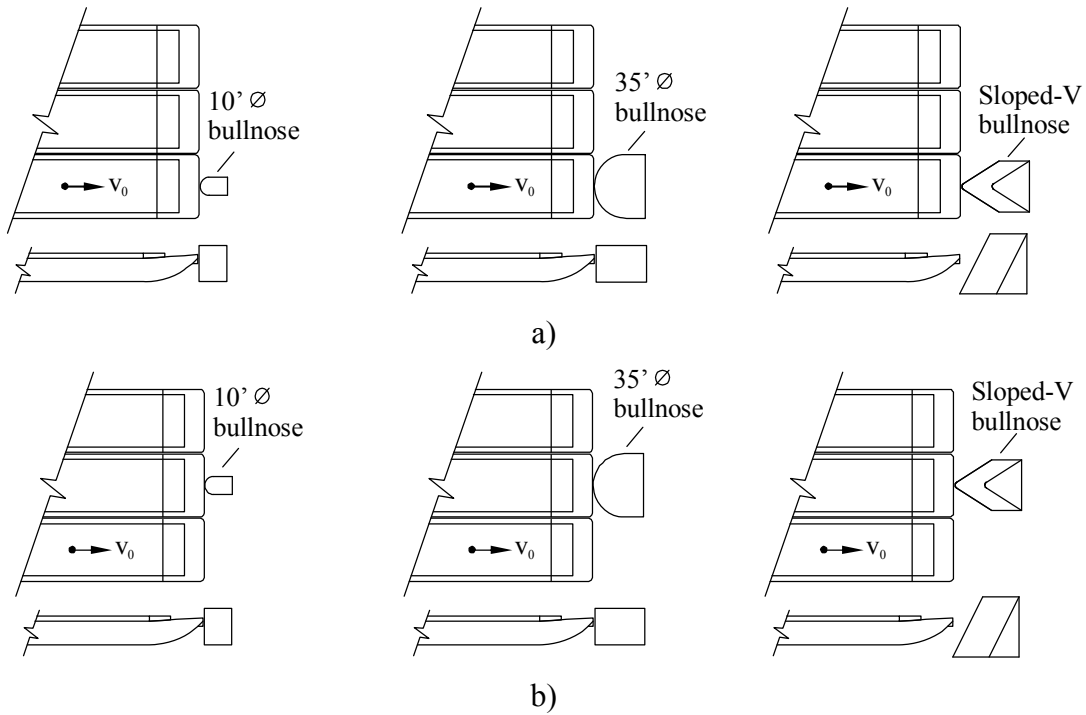 10’ Ø
bullnose
v₀
35’ Ø
bullnose
v₀
Sloped-V
bullnose
v₀
a)
10’ Ø
bullnose
v₀
35’ Ø
bullnose
v₀
Sloped-V
bullnose
v₀
b)